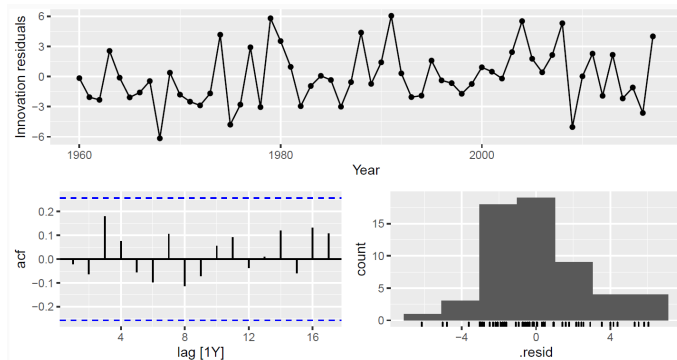 Innovation residuals
6
3
0
−3
−6
1960 1980 2000
Year
acf
0.2
0.1
0.0
−0.1
−0.2
4 8 12 16
lag [1Y]
count
15
10
5
0
−4 0 4
.resid